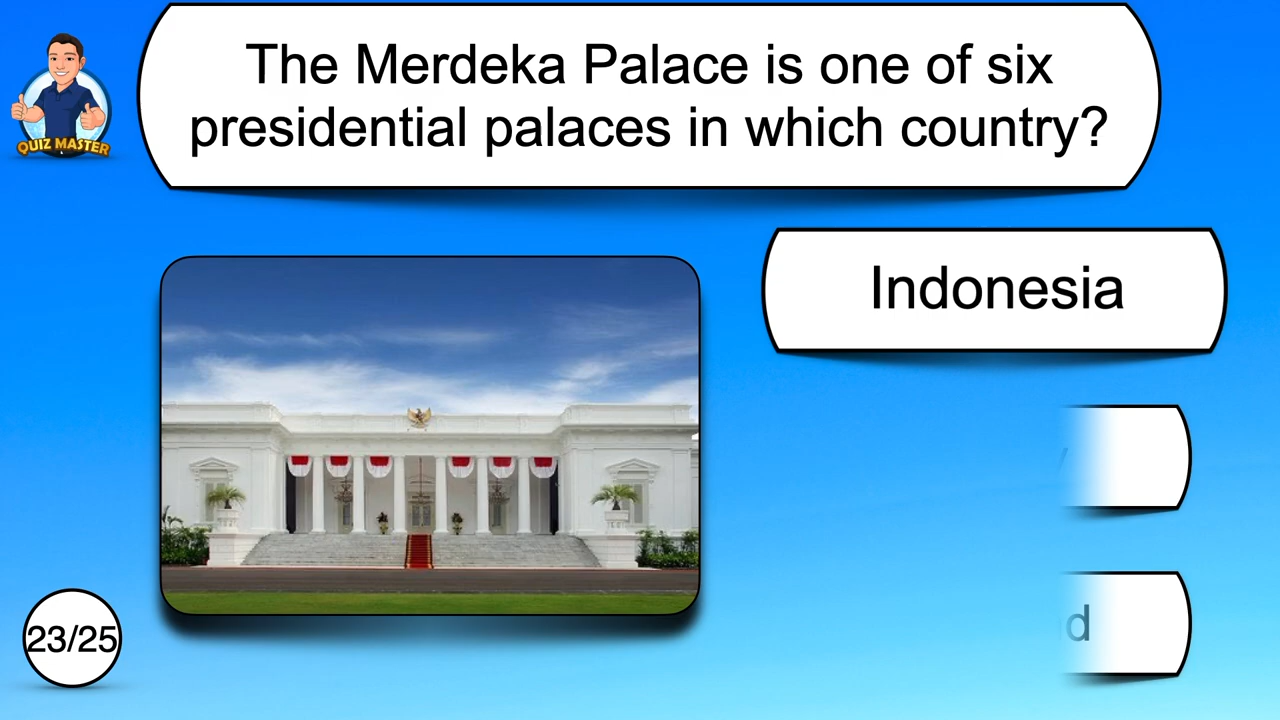 The Merdeka Palace is one of six
presidential palaces in which country?
QUIZ MASTER
Indonesia
d
23/25